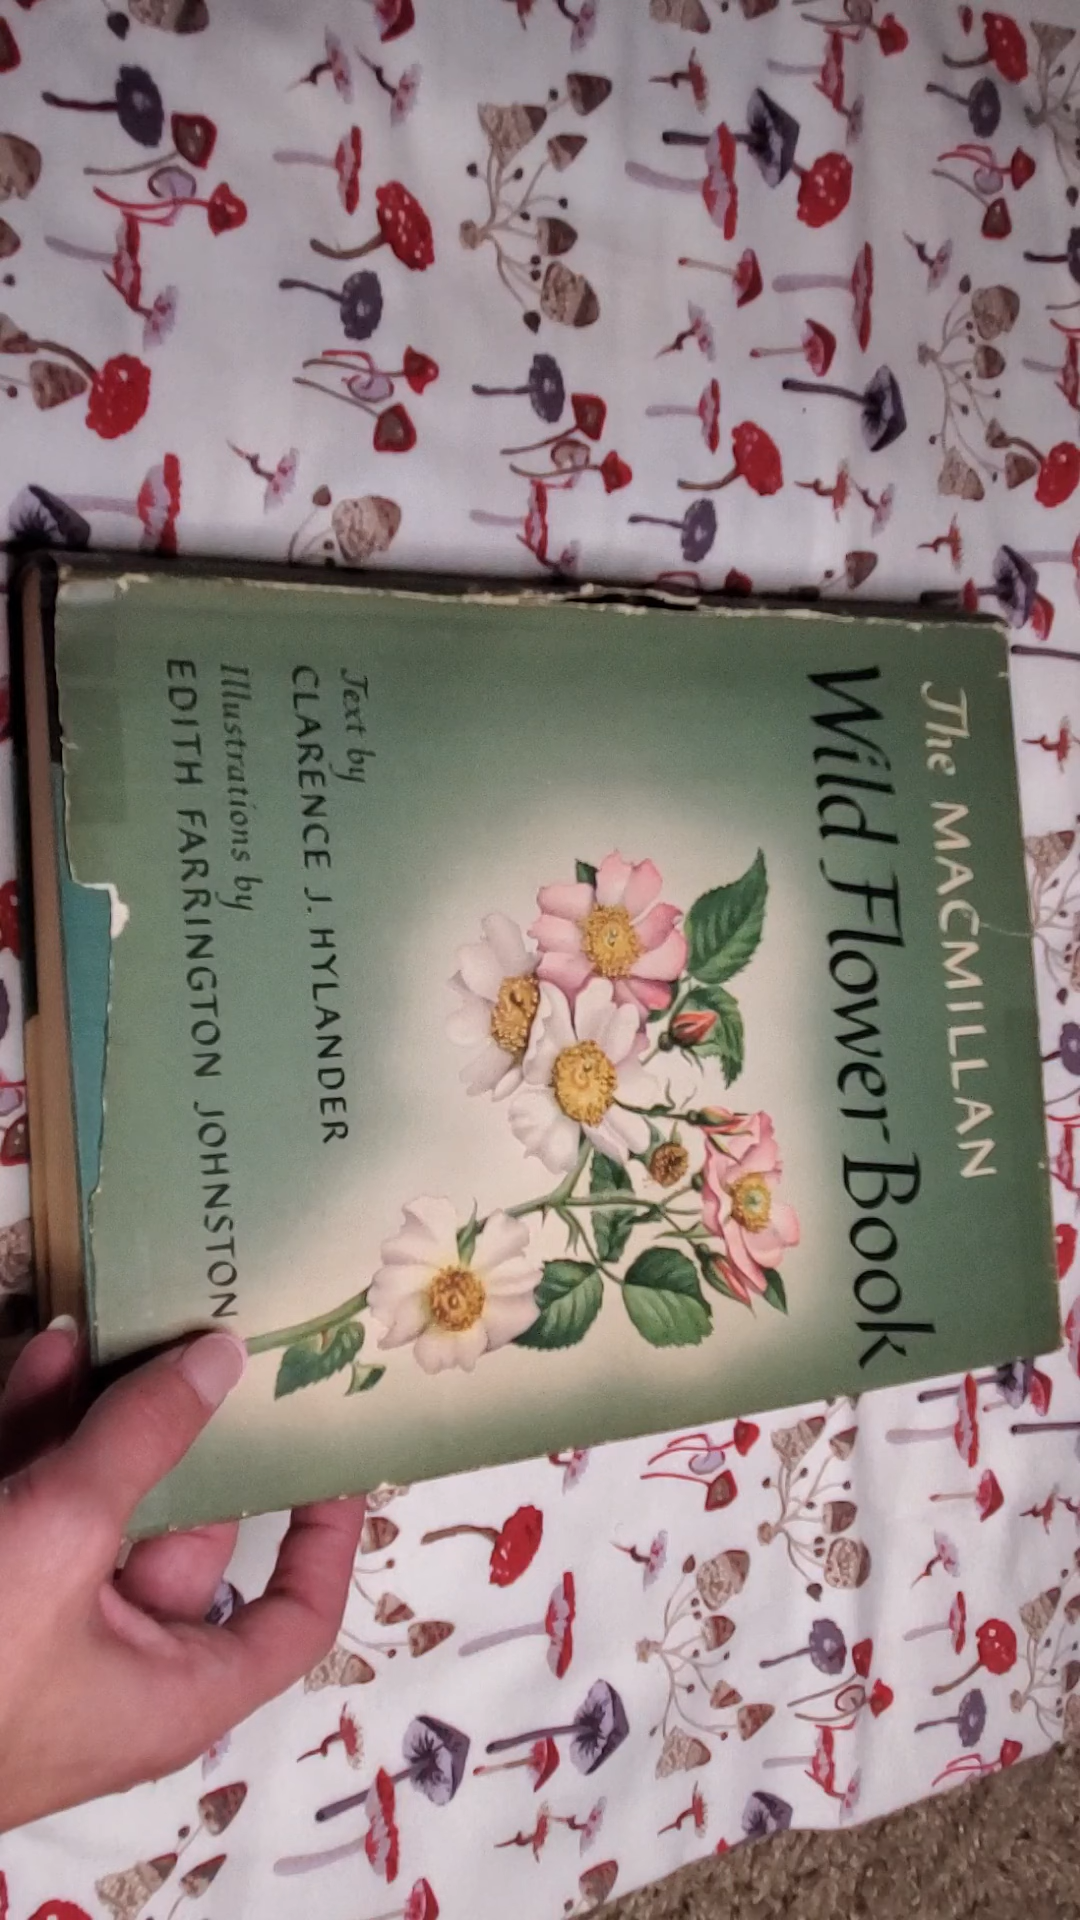 The MACMILLAN
Wild Flower Book
Text by
CLARENCE J. HYLANDER
Illustrations by
EDITH FARRINGTON JOHNSTON